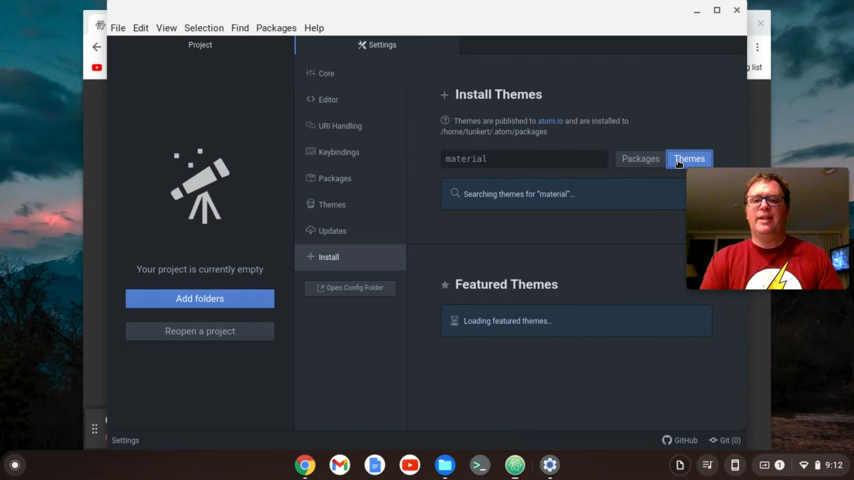 File Edit View Selection Find Packages Help
Project
Settings
Core
Editor
URI Handling
Keybindings
Packages
Themes
Updates
Install
Open Config Folder
Install Themes
Themes are published to atom.io and are installed to
/home/tunkert/.atom/packages
material
Packages Themes
Searching themes for "material"...
Featured Themes
Loading featured themes...
Your project is currently empty
Add folders
Reopen a project
Settings
GitHub Git (0)
ng list
1 9:12